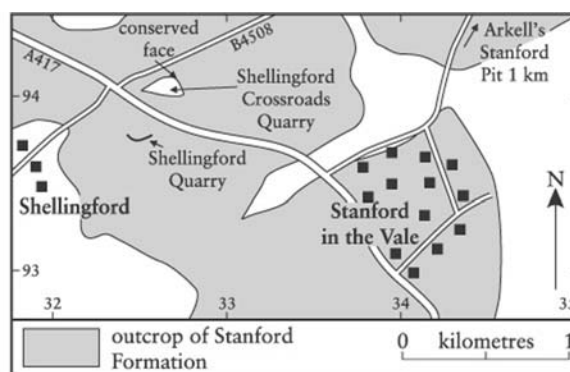 conserved
face
B4508
A417
Arkell's
Stanford
Pit 1 km
94
Shellingford
Crossroads
Quarry
Shellingford
Quarry
Shellingford
Stanford
in the Vale
N
93
32
33
34
outcrop of Stanford
Formation
0 kilometres 1